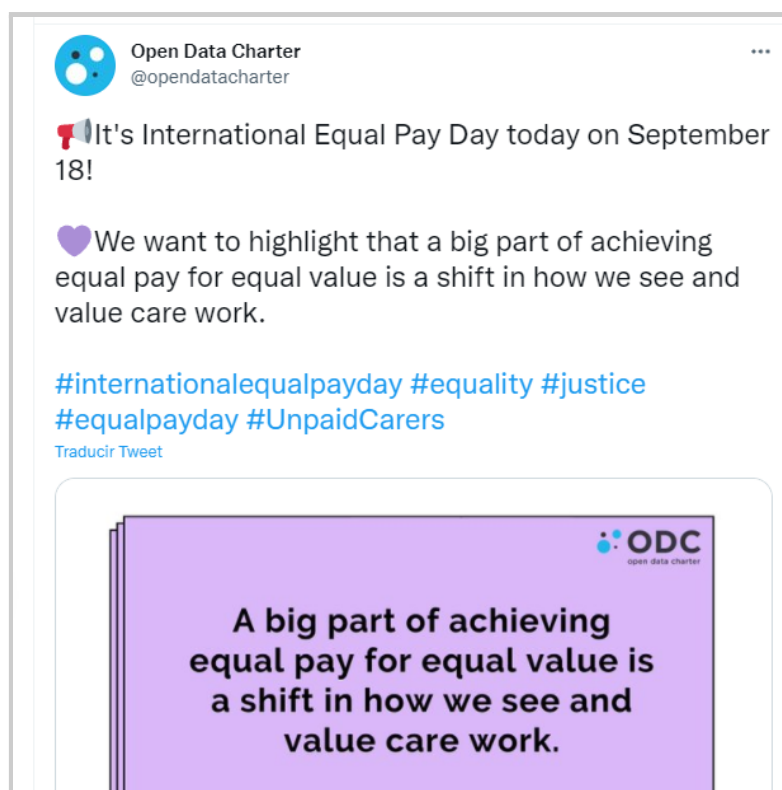 Open Data Charter
@opendatacharter
📢It's International Equal Pay Day today on September
18!
💜We want to highlight that a big part of achieving
equal pay for equal value is a shift in how we see and
value care work.
#internationalequalpayday #equality #justice
#equalpayday #UnpaidCarers
Traducir Tweet
ODC
open data charter
A big part of achieving
equal pay for equal value is
a shift in how we see and
value care work.